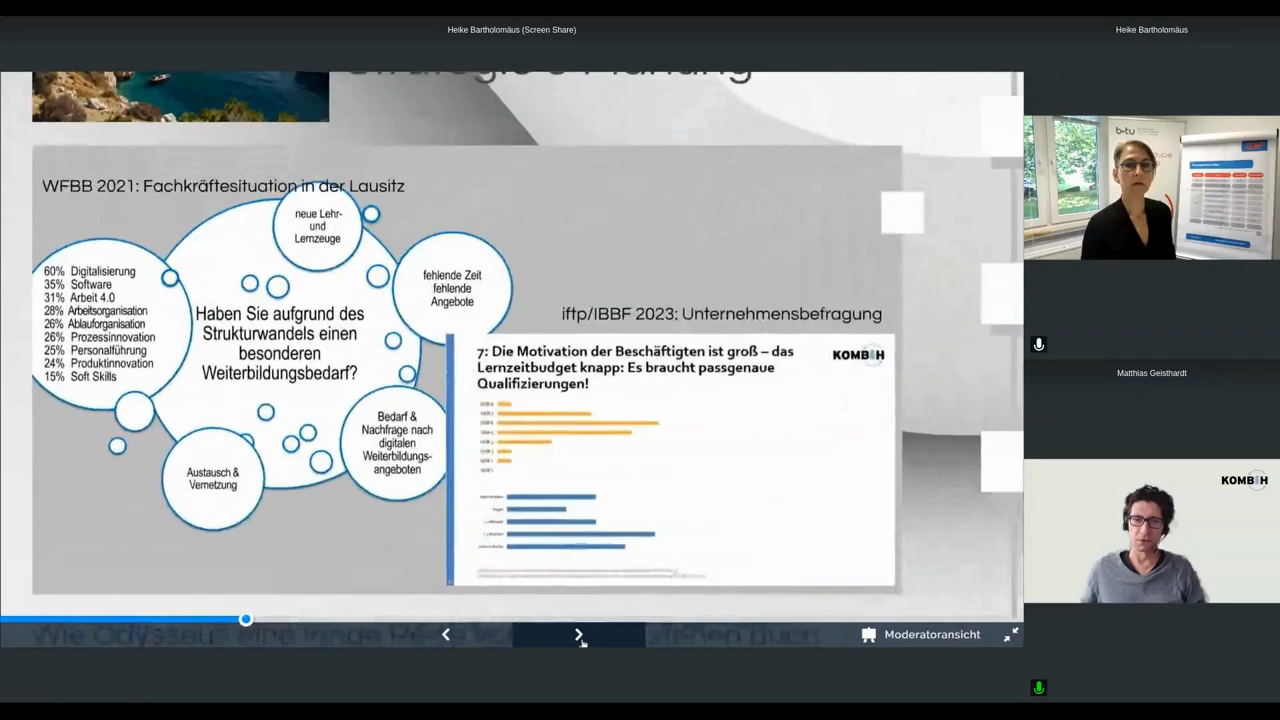 Heike Bartholomäus (Screen Share)
Heike Bartholomäus
WFBB 2021: Fachkräftesituation in der Lausitz
neue Lehr-
und
Lernzeuge
fehlende Zeit
fehlende
Angebote
60% Digitalisierung
35% Software
31% Arbeit 4.0
28% Arbeitsorganisation
26% Ablauforganisation
26% Prozessinnovation
25% Personalführung
24% Produktinnovation
15% Soft Skills
Haben Sie aufgrund des
Strukturwandels einen
besonderen
Weiterbildungsbedarf?
Bedarf &
Nachfrage nach
digitalen
Weiterbildungs-
angeboten
Austausch &
Vernetzung
iftp/IBBF 2023: Unternehmensbefragung
7: Die Motivation der Beschäftigten ist groß – das
Lernzeitbudget knapp: Es braucht passgenaue
Qualifizierungen!
KOMBIH
Moderatoransicht
b-tu
Matthias Geisthardt
KOMBIH